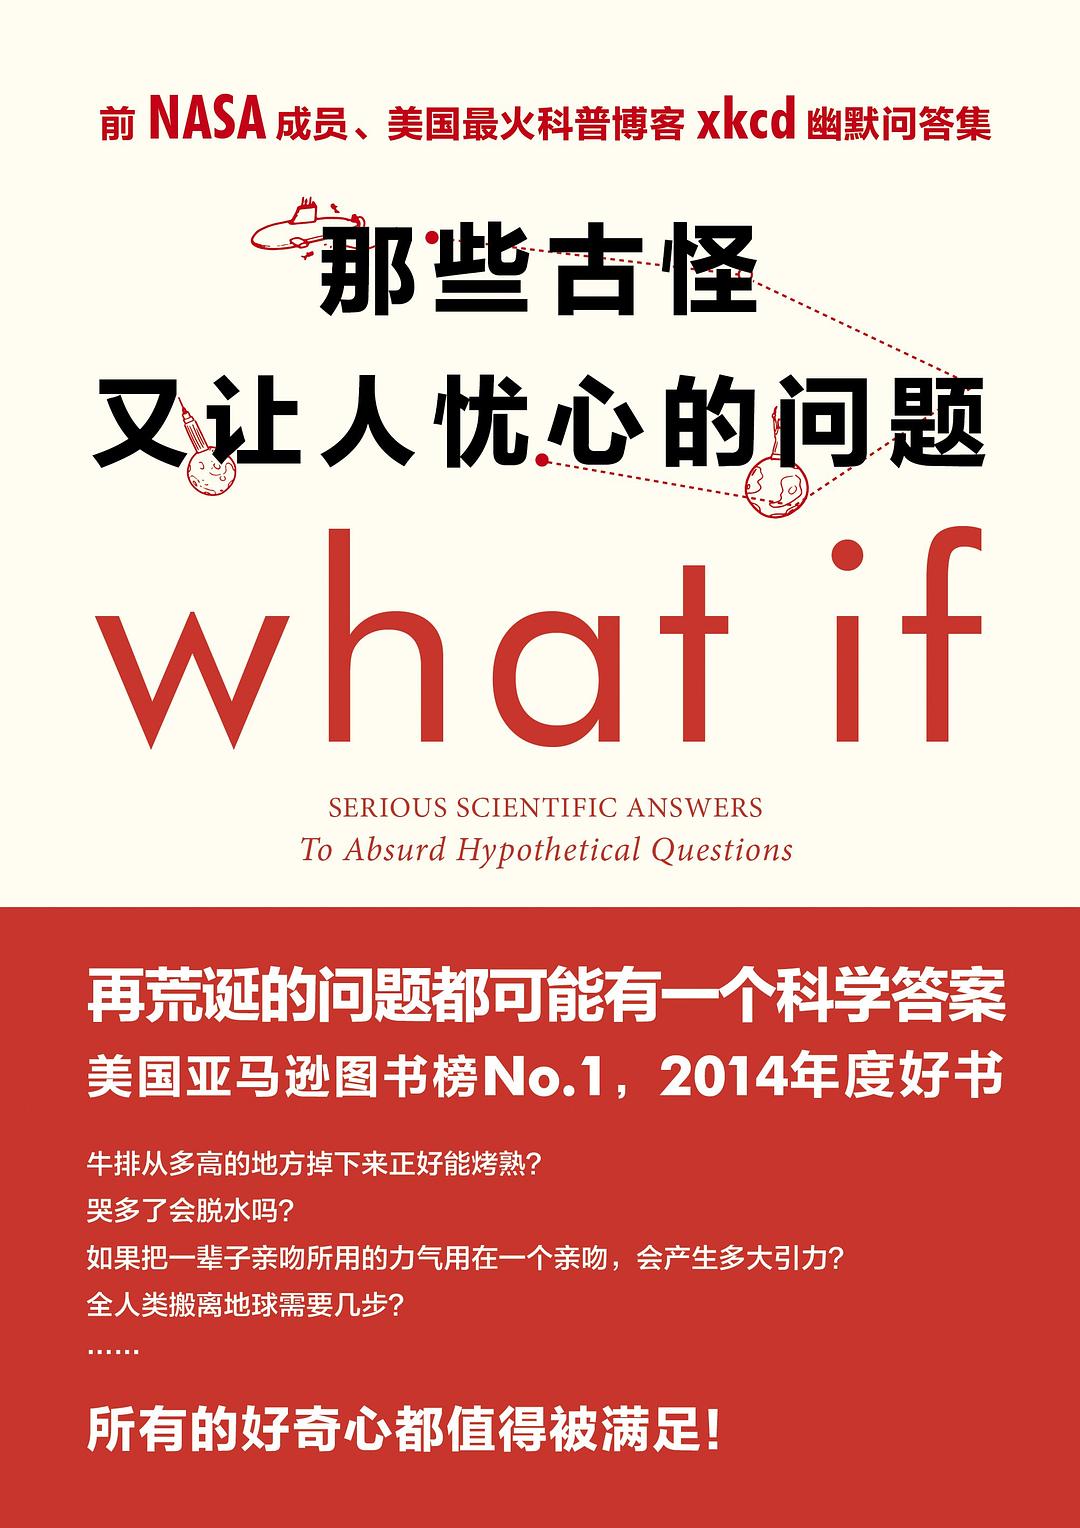 前 NASA 成员、美国最火科普博客 xkcd 幽默问答集
那些古怪
又让人忧心的问题
what if
SERIOUS SCIENTIFIC ANSWERS
To Absurd Hypothetical Questions
再荒诞的问题都可能有一个科学答案
美国亚马逊图书榜No.1，2014年度好书
牛排从多高的地方掉下来正好能烤熟？
哭多了会脱水吗？
如果把一辈子亲吻所用的力气用在一个亲吻，会产生多大引力？
全人类搬离地球需要几步？
……
所有的好奇心都值得被满足！